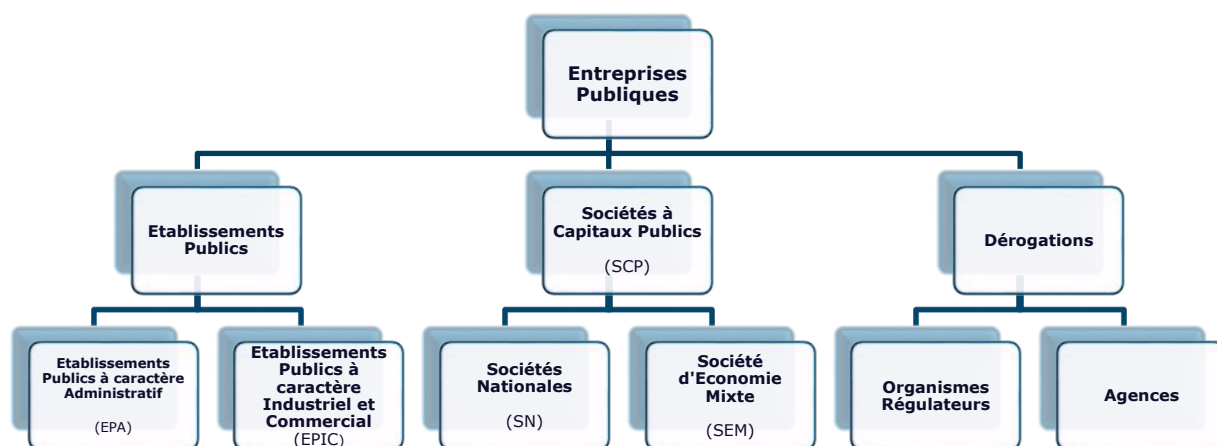 Entreprises
Publiques
Etablissements
Publics
Sociétés à
Capitaux Publics
(SCP)
Dérogations
Etablissements
Publics à caractère
Administratif
(EPA)
Etablissements
Publics à
caractère
Industriel et
Commercial
(EPIC)
Sociétés
Nationales
(SN)
Société
d'Economie
Mixte
(SEM)
Organismes
Régulateurs
Agences